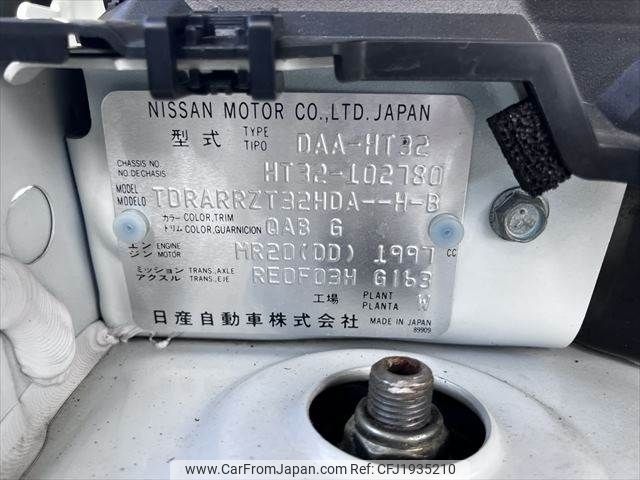 NISSAN MOTOR CO.,LTD. JAPAN
型式 TYPE TIPO DAA-HT32
CHASSIS NO. NO.DECHASIS HT32-102780
MODEL MODELO TDRARRZT32HDA--H-B
カラー COLOR,TRIM トリム COLOR,GUARNICION QAB G
エンジン ENGINE MOTOR MR20(DD) 1997 CC
ミッション TRANS.,AXLE アクスル TRANS.,EJE RE0F03H G163
工場 PLANT PLANTA W
日産自動車株式会社 MADE IN JAPAN
89909
www.CarFromJapan.com | Ref No. CFJ1935210